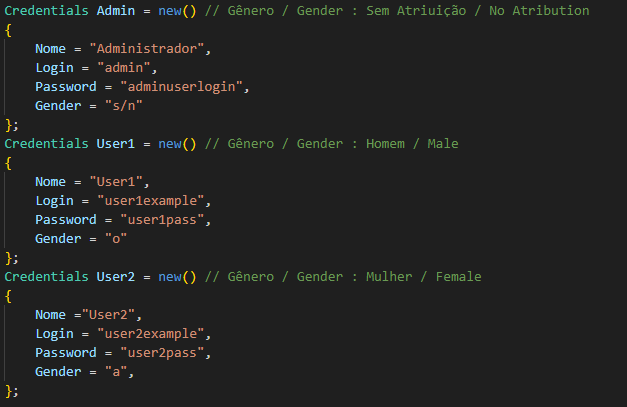 Credentials Admin = new() // Gênero / Gender : Sem Atriuição / No Atribution
{
    Nome = "Administrador",
    Login = "admin",
    Password = "adminuserlogin",
    Gender = "s/n"
};
Credentials User1 = new() // Gênero / Gender : Homem / Male
{
    Nome = "User1",
    Login = "user1example",
    Password = "user1pass",
    Gender = "o"
};
Credentials User2 = new() // Gênero / Gender : Mulher / Female
{
    Nome ="User2",
    Login = "user2example",
    Password = "user2pass",
    Gender = "a",
};